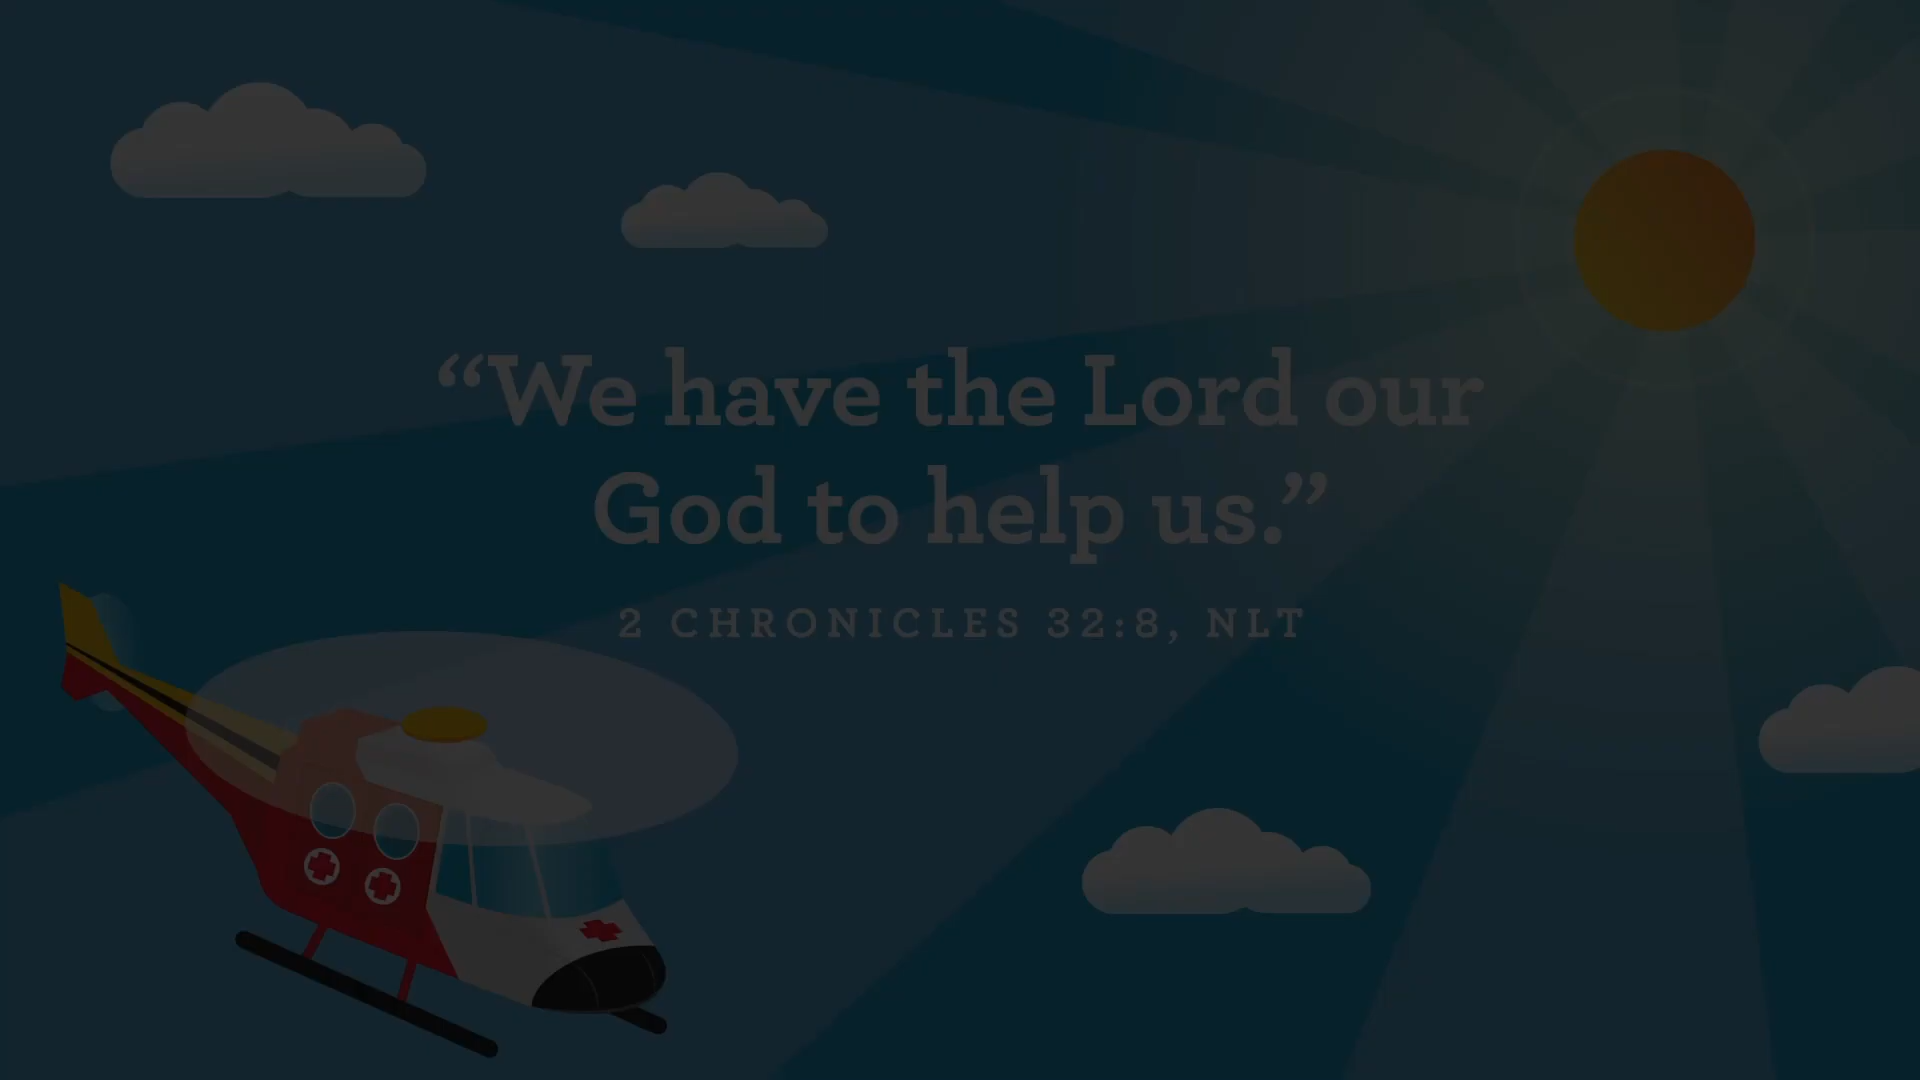 “We have the Lord our
God to help us.”
2 CHRONICLES 32:8, NLT